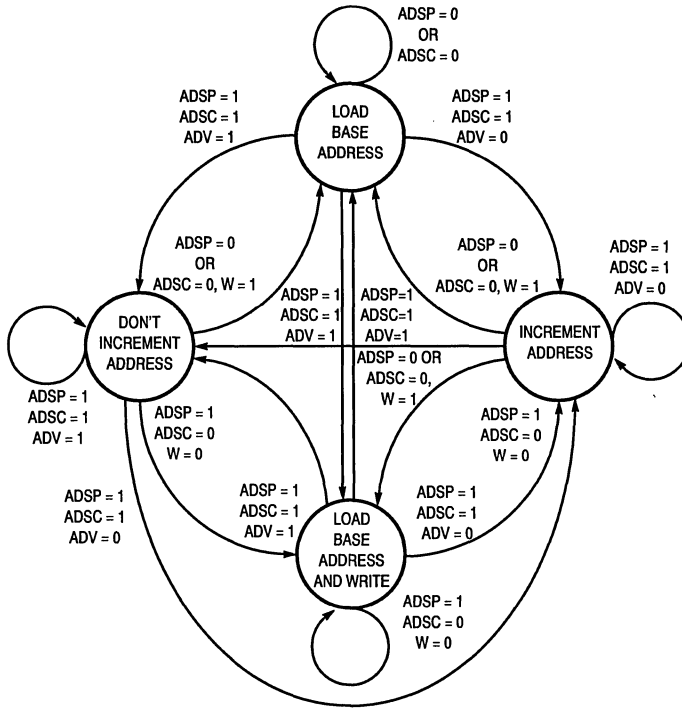 ADSP = 0
OR
ADSC = 0
ADSP = 1
ADSC = 1
ADV = 1
LOAD
BASE
ADDRESS
ADSP = 1
ADSC = 1
ADV = 0
ADSP = 0
OR
ADSC = 0, W = 1
ADSP = 0
OR
ADSC = 0, W = 1
ADSP = 1
ADSC = 1
ADV = 0
ADSP = 1
ADSC = 1
ADV = 1
ADSP=1
ADSC=1
ADV=1
DON'T
INCREMENT
ADDRESS
INCREMENT
ADDRESS
ADSP = 0 OR
ADSC = 0,
W = 1
ADSP = 1
ADSC = 1
ADV = 1
ADSP = 1
ADSC = 0
W = 0
ADSP = 1
ADSC = 0
W = 0
ADSP = 1
ADSC = 1
ADV = 0
ADSP = 1
ADSC = 1
ADV = 1
ADSP = 1
ADSC = 1
ADV = 0
LOAD
BASE
ADDRESS
AND WRITE
ADSP = 1
ADSC = 0
W = 0